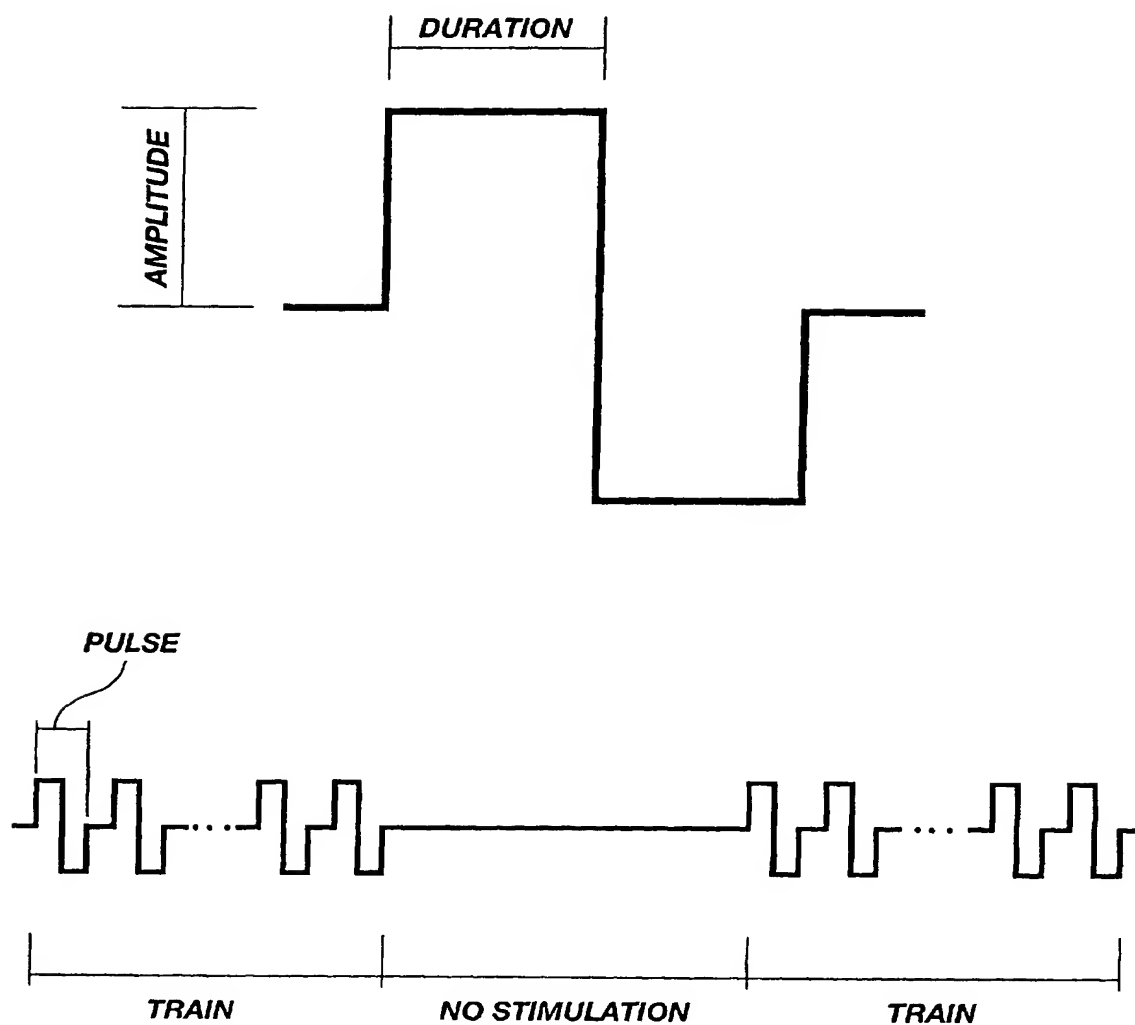 DURATION
AMPLITUDE
PULSE
TRAIN
NO STIMULATION
TRAIN